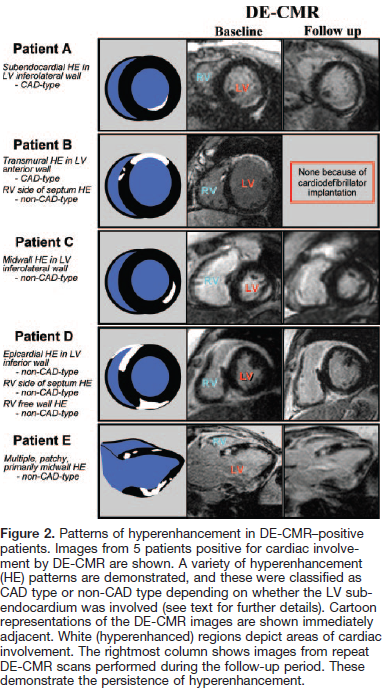 DE-CMR
Baseline
Follow up
Patient A
Subendocardial HE in
LV inferolateral wall
- CAD-type
RV
LV
Patient B
Transmural HE in LV
anterior wall
- CAD-type
RV side of septum HE
- non-CAD-type
RV
LV
None because of
cardiodefibrillator
implantation
Patient C
Midwall HE in LV
inferolateral wall
- non-CAD-type
RV
LV
Patient D
Epicardial HE in LV
inferior wall
- non-CAD-type
RV side of septum HE
- non-CAD-type
RV free wall HE
- non-CAD-type
RV
LV
Patient E
Multiple, patchy,
primarily midwall HE
- non-CAD-type
RV
LV
Figure 2. Patterns of hyperenhancement in DE-CMR–positive
patients. Images from 5 patients positive for cardiac involve-
ment by DE-CMR are shown. A variety of hyperenhancement
(HE) patterns are demonstrated, and these were classified as
CAD type or non-CAD type depending on whether the LV sub-
endocardium was involved (see text for further details). Cartoon
representations of the DE-CMR images are shown immediately
adjacent. White (hyperenhanced) regions depict areas of cardiac
involvement. The rightmost column shows images from repeat
DE-CMR scans performed during the follow-up period. These
demonstrate the persistence of hyperenhancement.